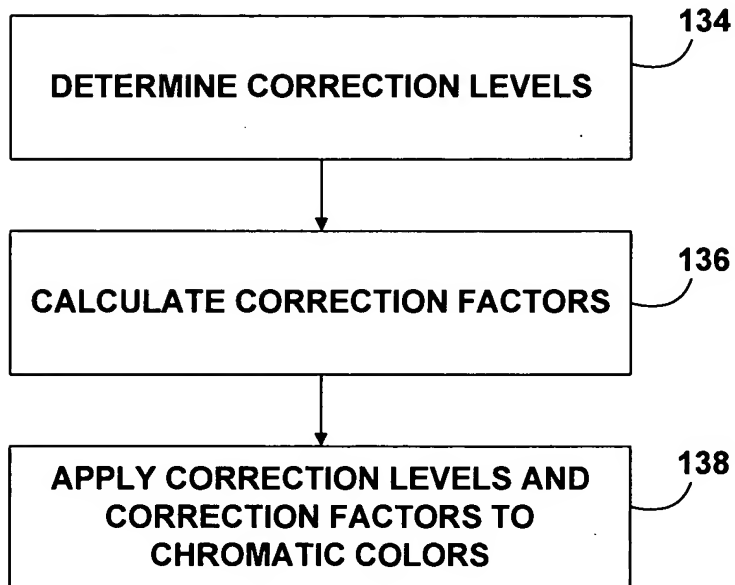 134
DETERMINE CORRECTION LEVELS
136
CALCULATE CORRECTION FACTORS
138
APPLY CORRECTION LEVELS AND
CORRECTION FACTORS TO
CHROMATIC COLORS